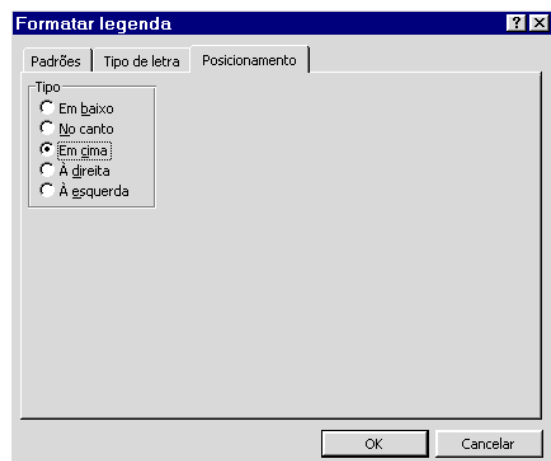 Formatar legenda
Padrões Tipo de letra Posicionamento
Tipo
Em baixo
No canto
Em cima
À direita
À esquerda
OK Cancelar